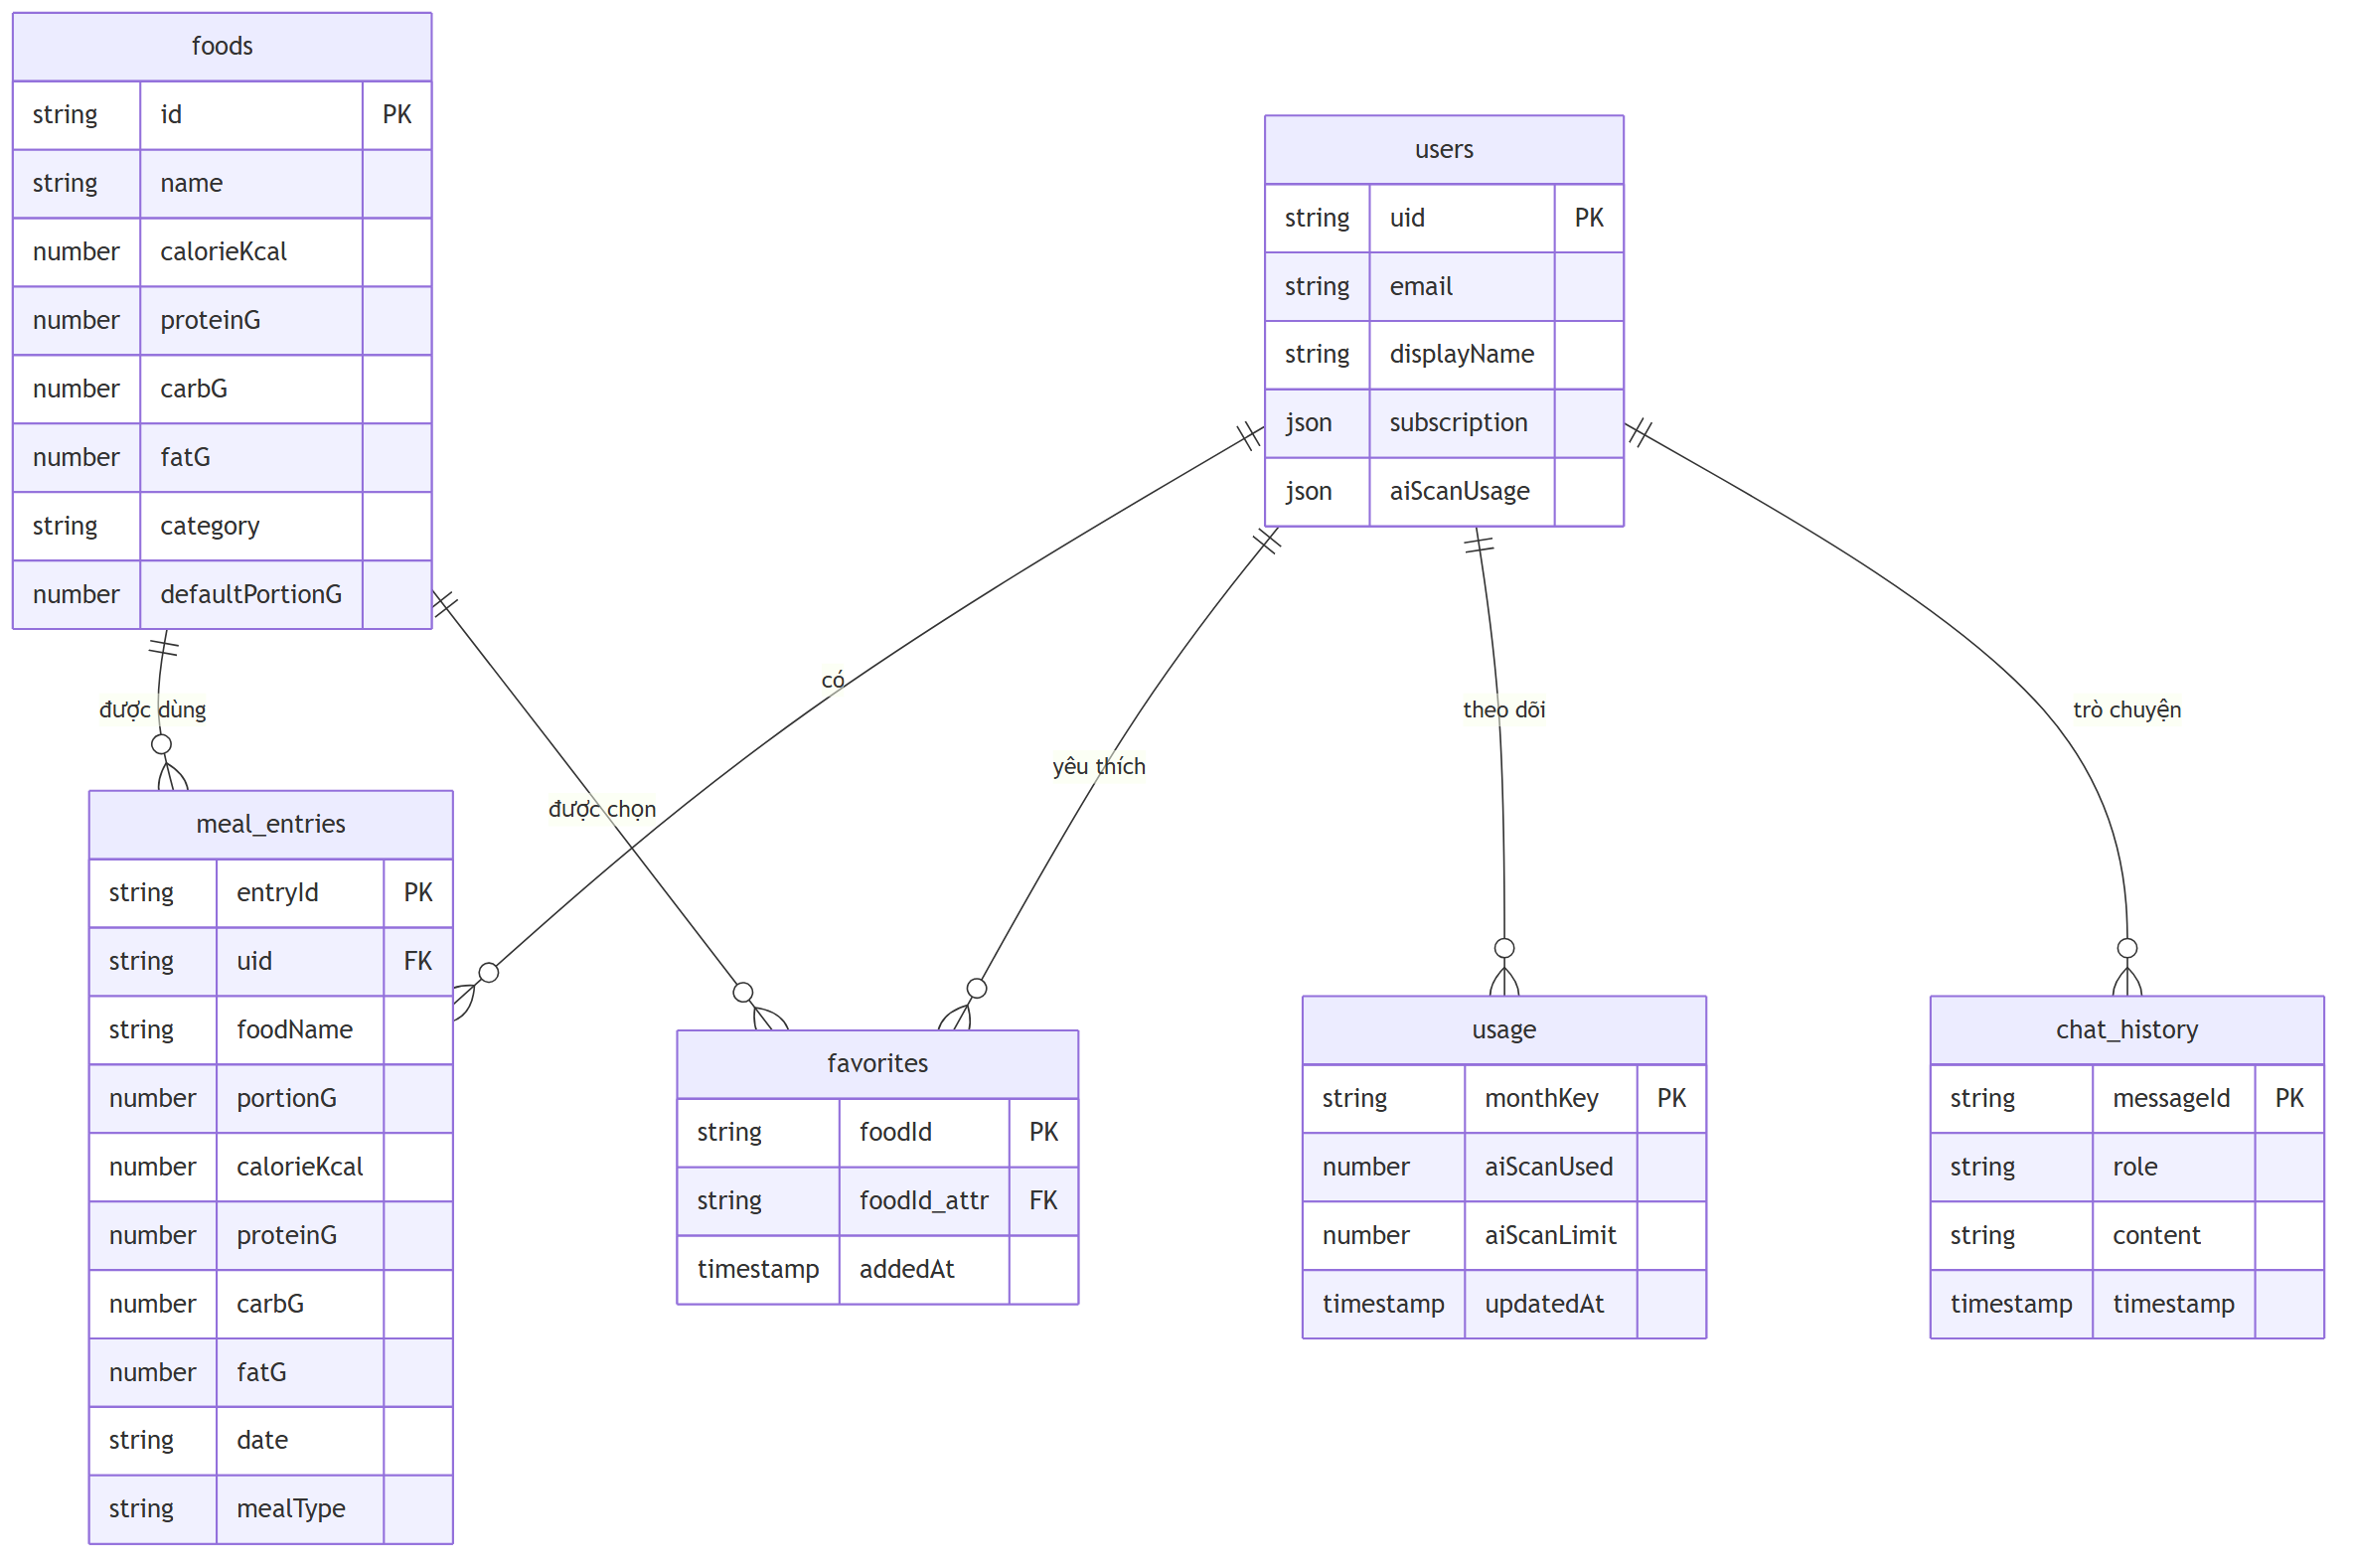 foods
string id PK
string name
number calorieKcal
number proteinG
number carbG
number fatG
string category
number defaultPortionG
users
string uid PK
string email
string displayName
json subscription
json aiScanUsage
được dùng
được chọn
có
yêu thích
theo dõi
trò chuyện
meal_entries
string entryId PK
string uid FK
string foodName
number portionG
number calorieKcal
number proteinG
number carbG
number fatG
string date
string mealType
favorites
string foodId PK
string foodId_attr FK
timestamp addedAt
usage
string monthKey PK
number aiScanUsed
number aiScanLimit
timestamp updatedAt
chat_history
string messageId PK
string role
string content
timestamp timestamp